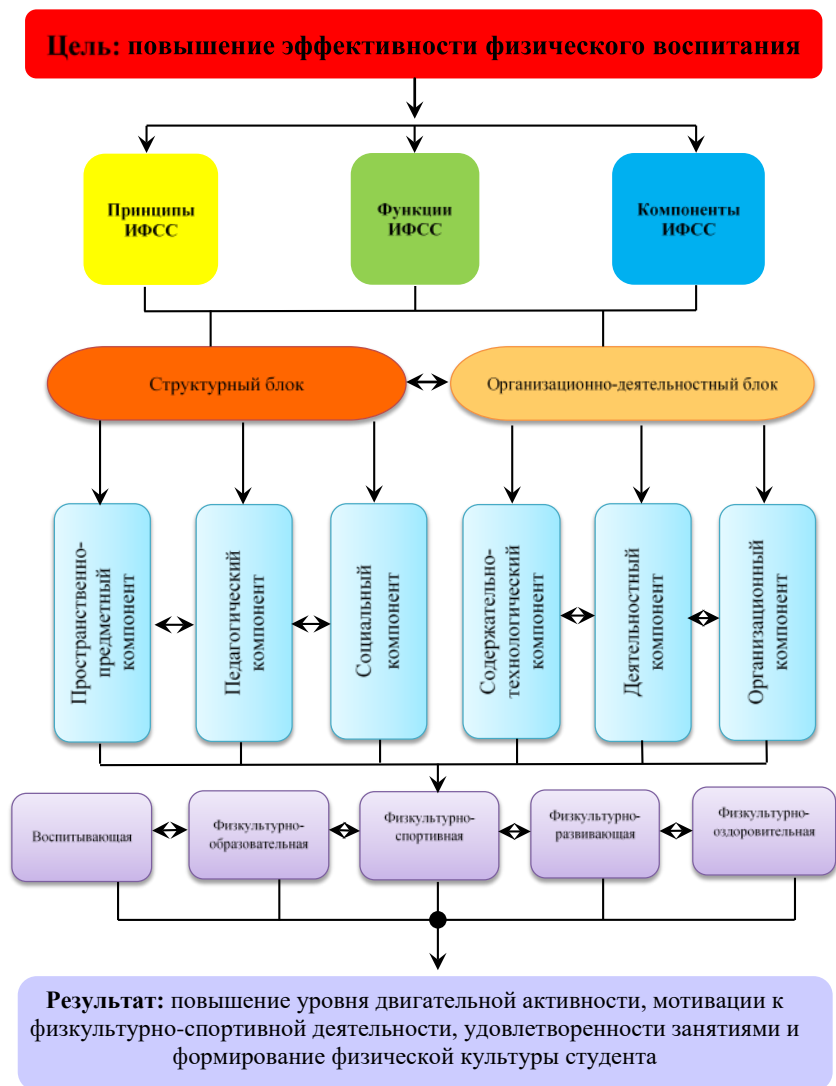 Цель: повышение эффективности физического воспитания
Принципы
ИФСС
Функции
ИФСС
Компоненты
ИФСС
Структурный блок
Организационно-деятельностный блок
Пространственно-
предметный
компонент
Педагогический
компонент
Социальный
компонент
Содержательно-
технологический
компонент
Деятельностный
компонент
Организационный
компонент
Воспитывающая
Физкультурно-
образовательная
Физкультурно-
спортивная
Физкультурно-
развивающая
Физкультурно-
оздоровительная
Результат: повышение уровня двигательной активности, мотивации к
физкультурно-спортивной деятельности, удовлетворенности занятиями и
формирование физической культуры студента